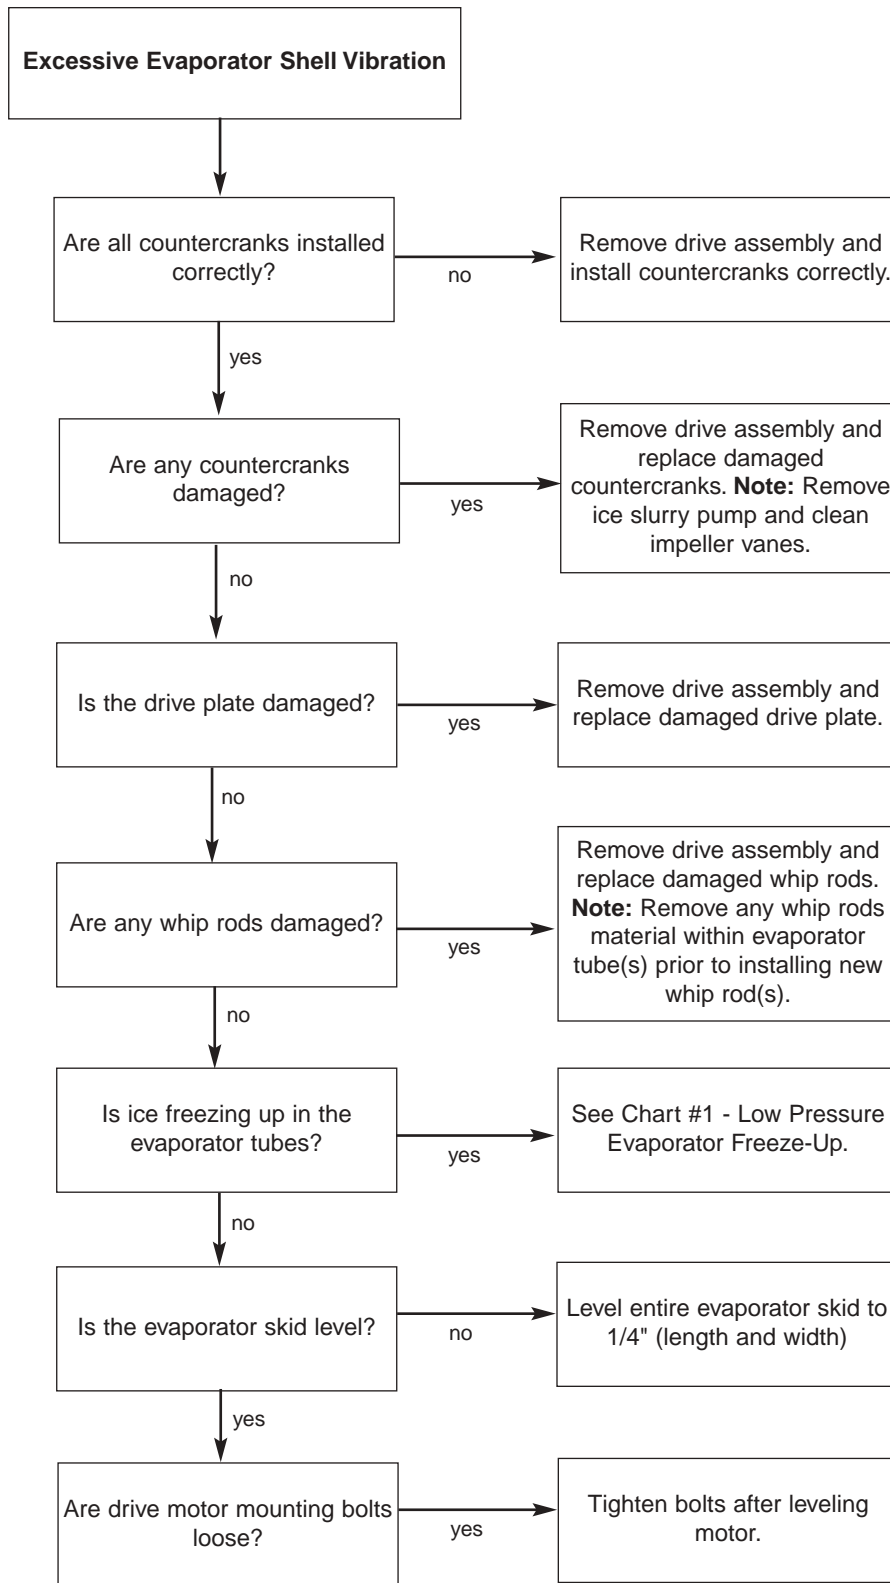 Excessive Evaporator Shell Vibration
Are all countercranks installed
correctly?
no
Remove drive assembly and
install countercranks correctly.
yes
Are any countercranks
damaged?
yes
Remove drive assembly and
replace damaged
countercranks. Note: Remove
ice slurry pump and clean
impeller vanes.
no
Is the drive plate damaged?
yes
Remove drive assembly and
replace damaged drive plate.
no
Are any whip rods damaged?
yes
Remove drive assembly and
replace damaged whip rods.
Note: Remove any whip rods
material within evaporator
tube(s) prior to installing new
whip rod(s).
no
Is ice freezing up in the
evaporator tubes?
yes
See Chart #1 - Low Pressure
Evaporator Freeze-Up.
no
Is the evaporator skid level?
no
Level entire evaporator skid to
1/4" (length and width)
yes
Are drive motor mounting bolts
loose?
yes
Tighten bolts after leveling
motor.